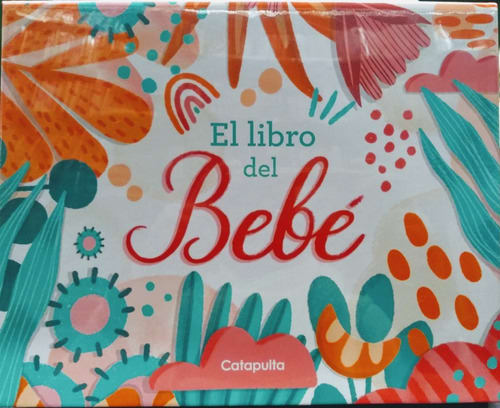 El libro
del
Bebé
Catapulta